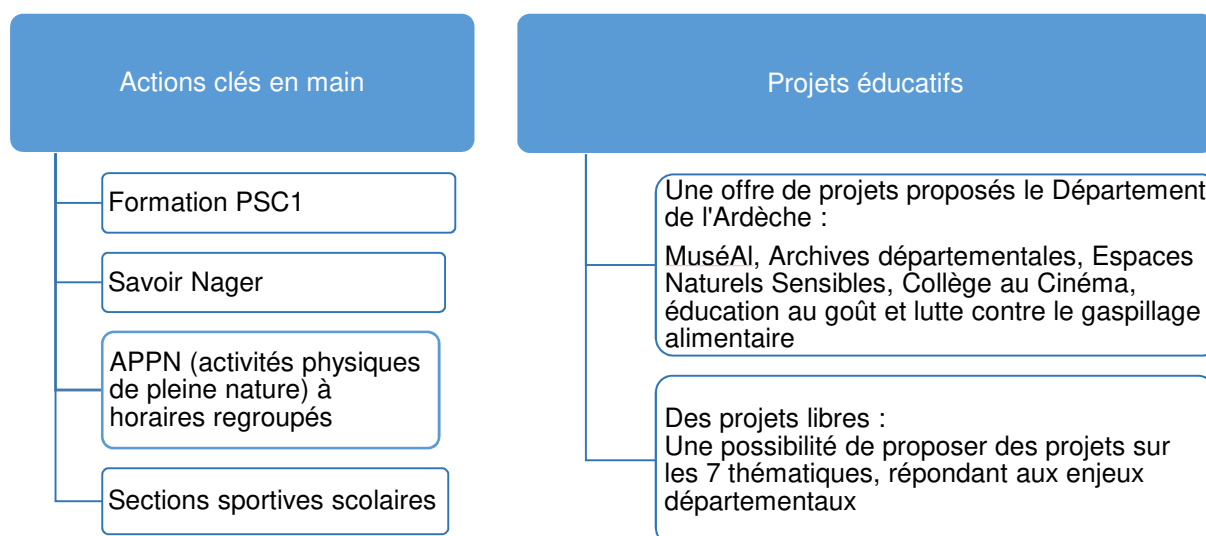 Actions clés en main
Formation PSC1
Savoir Nager
APPN (activités physiques
de pleine nature) à
horaires regroupés
Sections sportives scolaires
Projets éducatifs
Une offre de projets proposés le Département
de l'Ardèche :
MuséAl, Archives départementales, Espaces
Naturels Sensibles, Collège au Cinéma,
éducation au goût et lutte contre le gaspillage
alimentaire
Des projets libres :
Une possibilité de proposer des projets sur
les 7 thématiques, répondant aux enjeux
départementaux